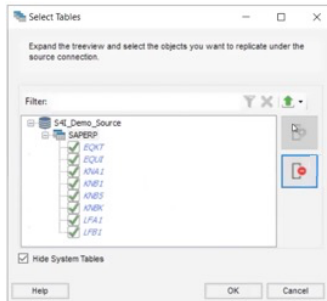 Select Tables
Expand the treeview and select the objects you want to replicate under the
source connection.
Filter:
S4I_Demo_Source
SAPERP
EQKT
EQUI
KNA1
KNB1
KNB5
KNBK
LFA1
LFB1
Hide System Tables
Help
OK
Cancel